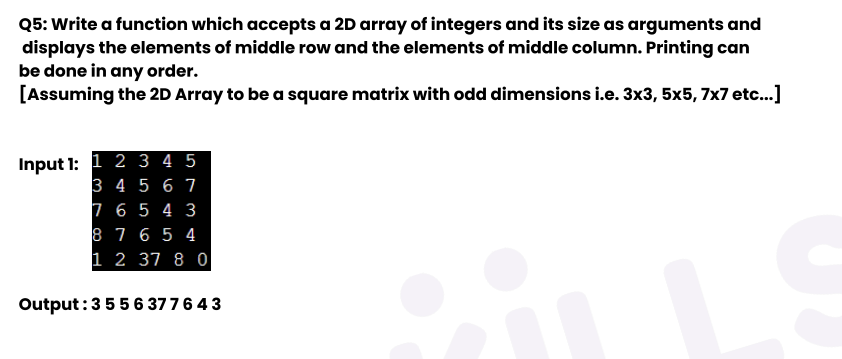 Q5: Write a function which accepts a 2D array of integers and its size as arguments and
displays the elements of middle row and the elements of middle column. Printing can
be done in any order.
[Assuming the 2D Array to be a square matrix with odd dimensions i.e. 3x3, 5x5, 7x7 etc...]
Input 1: 1 2 3 4 5
3 4 5 6 7
7 6 5 4 3
8 7 6 5 4
1 2 37 8 0
Output : 3 5 5 6 37 7 6 4 3